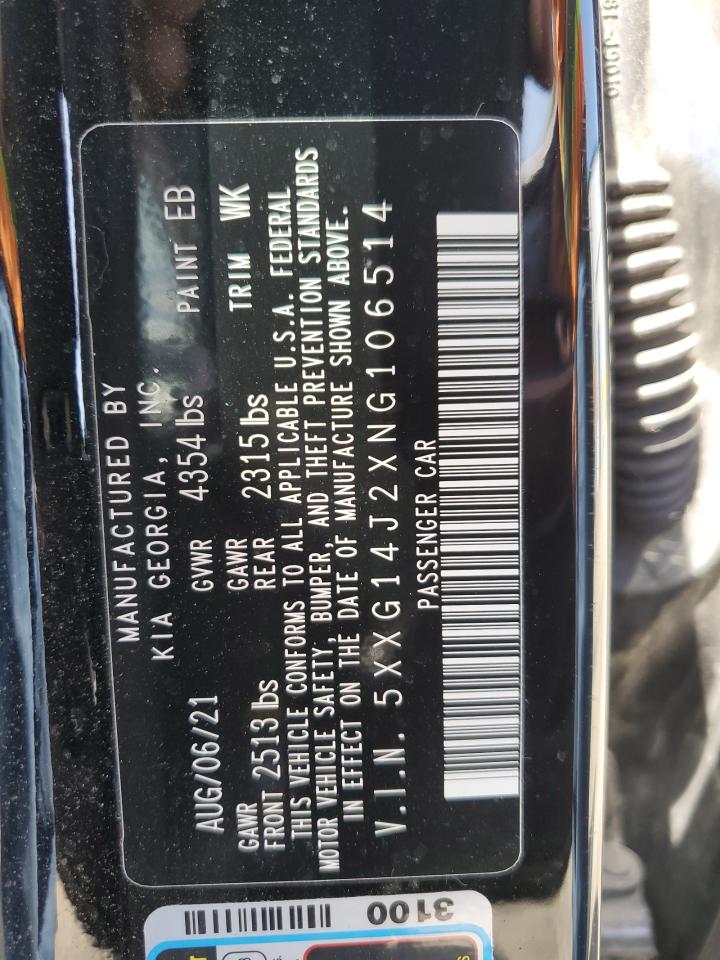 MANUFACTURED BY
KIA GEORGIA, INC.
AUG/06/21 GVWR 4354 lbs PAINT EB
GAWR GAWR
FRONT 2513 lbs REAR 2315 lbs TRIM WK
THIS VEHICLE CONFORMS TO ALL APPLICABLE U.S.A. FEDERAL
MOTOR VEHICLE SAFETY, BUMPER, AND THEFT PREVENTION STANDARDS
IN EFFECT ON THE DATE OF MANUFACTURE SHOWN ABOVE.
V.I.N. 5XXG14J2XNG106514
PASSENGER CAR
3100